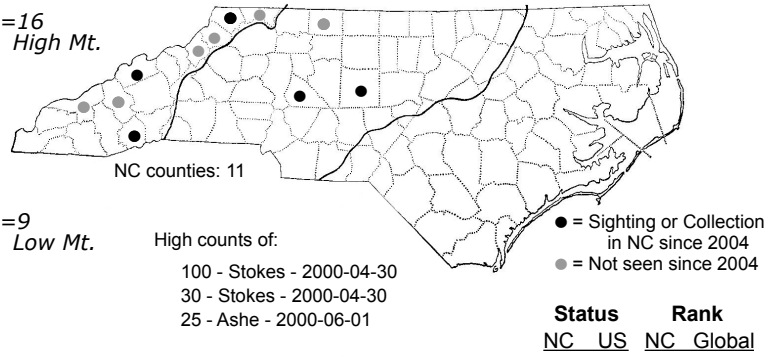 =16
High Mt.
NC counties: 11
=9
Low Mt.
High counts of:
100 - Stokes - 2000-04-30
30 - Stokes - 2000-04-30
25 - Ashe - 2000-06-01
● = Sighting or Collection
in NC since 2004
● = Not seen since 2004
Status Rank
NC US NC Global